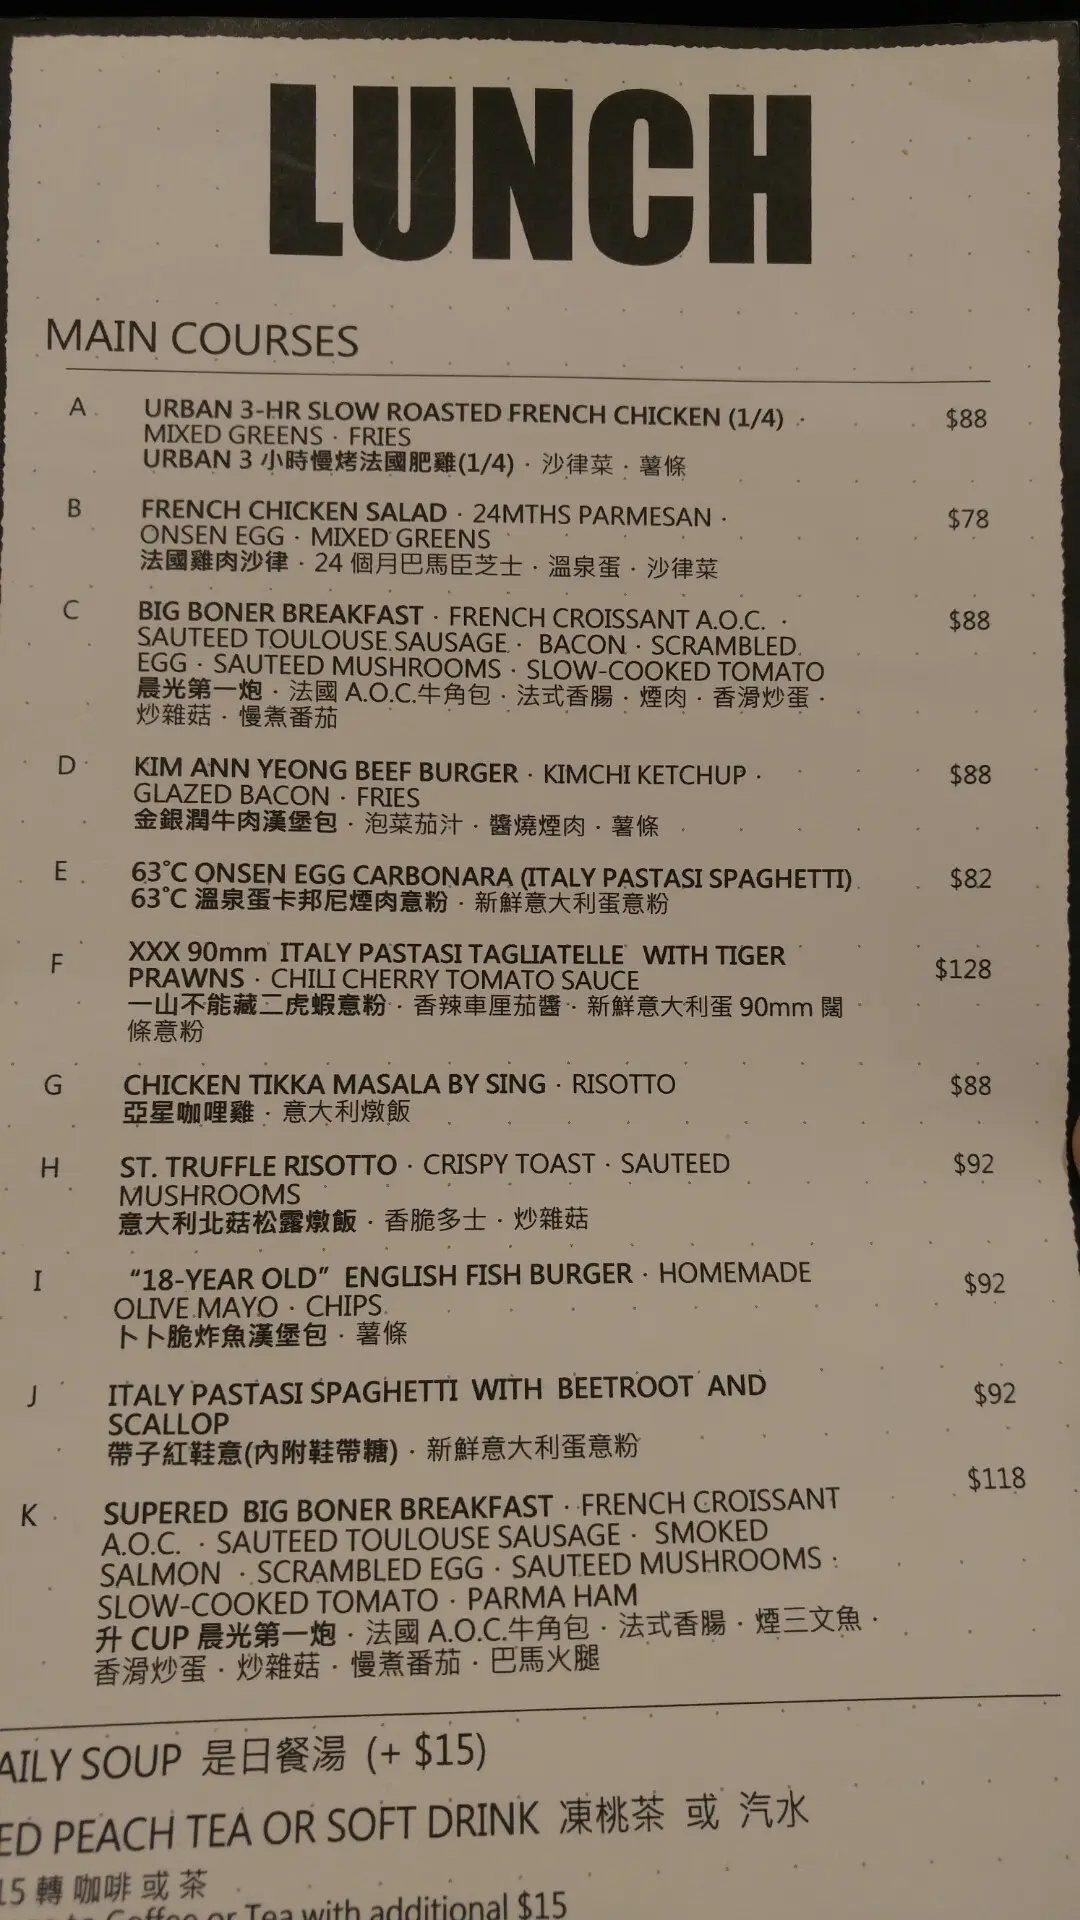 LUNCH
MAIN COURSES
A URBAN 3-HR SLOW ROASTED FRENCH CHICKEN (1/4) · $88
MIXED GREENS · FRIES
URBAN 3 小時慢烤法國肥雞(1/4) · 沙律菜 · 薯條
B FRENCH CHICKEN SALAD · 24MTHS PARMESAN · $78
ONSEN EGG · MIXED GREENS
法國雞肉沙律 · 24 個月巴馬臣芝士 · 溫泉蛋 · 沙律菜
C BIG BONER BREAKFAST · FRENCH CROISSANT A.O.C. · $88
SAUTEED TOULOUSE SAUSAGE · BACON · SCRAMBLED
EGG · SAUTEED MUSHROOMS · SLOW-COOKED TOMATO
晨光第一炮 · 法國 A.O.C.牛角包 · 法式香腸 · 煙肉 · 香滑炒蛋 ·
炒雜菇 · 慢煮番茄
D KIM ANN YEONG BEEF BURGER · KIMCHI KETCHUP · $88
GLAZED BACON · FRIES
金銀潤牛肉漢堡包 · 泡菜茄汁 · 醬燒煙肉 · 薯條
E 63°C ONSEN EGG CARBONARA (ITALY PASTASI SPAGHETTI) $82
63°C 溫泉蛋卡邦尼煙肉意粉 · 新鮮意大利蛋意粉
F XXX 90mm ITALY PASTASI TAGLIATELLE WITH TIGER $128
PRAWNS · CHILI CHERRY TOMATO SAUCE
一山不能藏二虎蝦意粉 · 香辣車厘茄醬 · 新鮮意大利蛋 90mm 闊
條意粉
G CHICKEN TIKKA MASALA BY SING · RISOTTO $88
亞星咖哩雞 · 意大利燉飯
H ST. TRUFFLE RISOTTO · CRISPY TOAST · SAUTEED $92
MUSHROOMS
意大利北菇松露燉飯 · 香脆多士 · 炒雜菇
I “18-YEAR OLD” ENGLISH FISH BURGER · HOMEMADE $92
OLIVE MAYO · CHIPS
卜卜脆炸魚漢堡包 · 薯條
J ITALY PASTASI SPAGHETTI WITH BEETROOT AND $92
SCALLOP
帶子紅鞋意(內附鞋帶糖) · 新鮮意大利蛋意粉
K SUPERED BIG BONER BREAKFAST · FRENCH CROISSANT $118
A.O.C. · SAUTEED TOULOUSE SAUSAGE · SMOKED
SALMON · SCRAMBLED EGG · SAUTEED MUSHROOMS ·
SLOW-COOKED TOMATO · PARMA HAM
升 CUP 晨光第一炮 · 法國 A.O.C.牛角包 · 法式香腸 · 煙三文魚 ·
香滑炒蛋 · 炒雜菇 · 慢煮番茄 · 巴馬火腿
AILY SOUP 是日餐湯 (+ $15)
ED PEACH TEA OR SOFT DRINK 凍桃茶 或 汽水
15 轉 咖啡 或 茶
to Coffee or Tea with additional $15